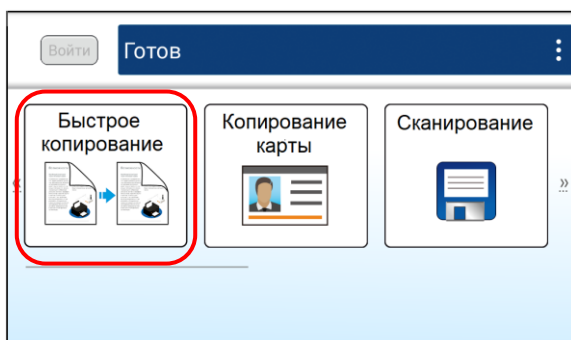 Войти
Готов
Быстрое
копирование
Копирование
карты
Сканирование
«
»